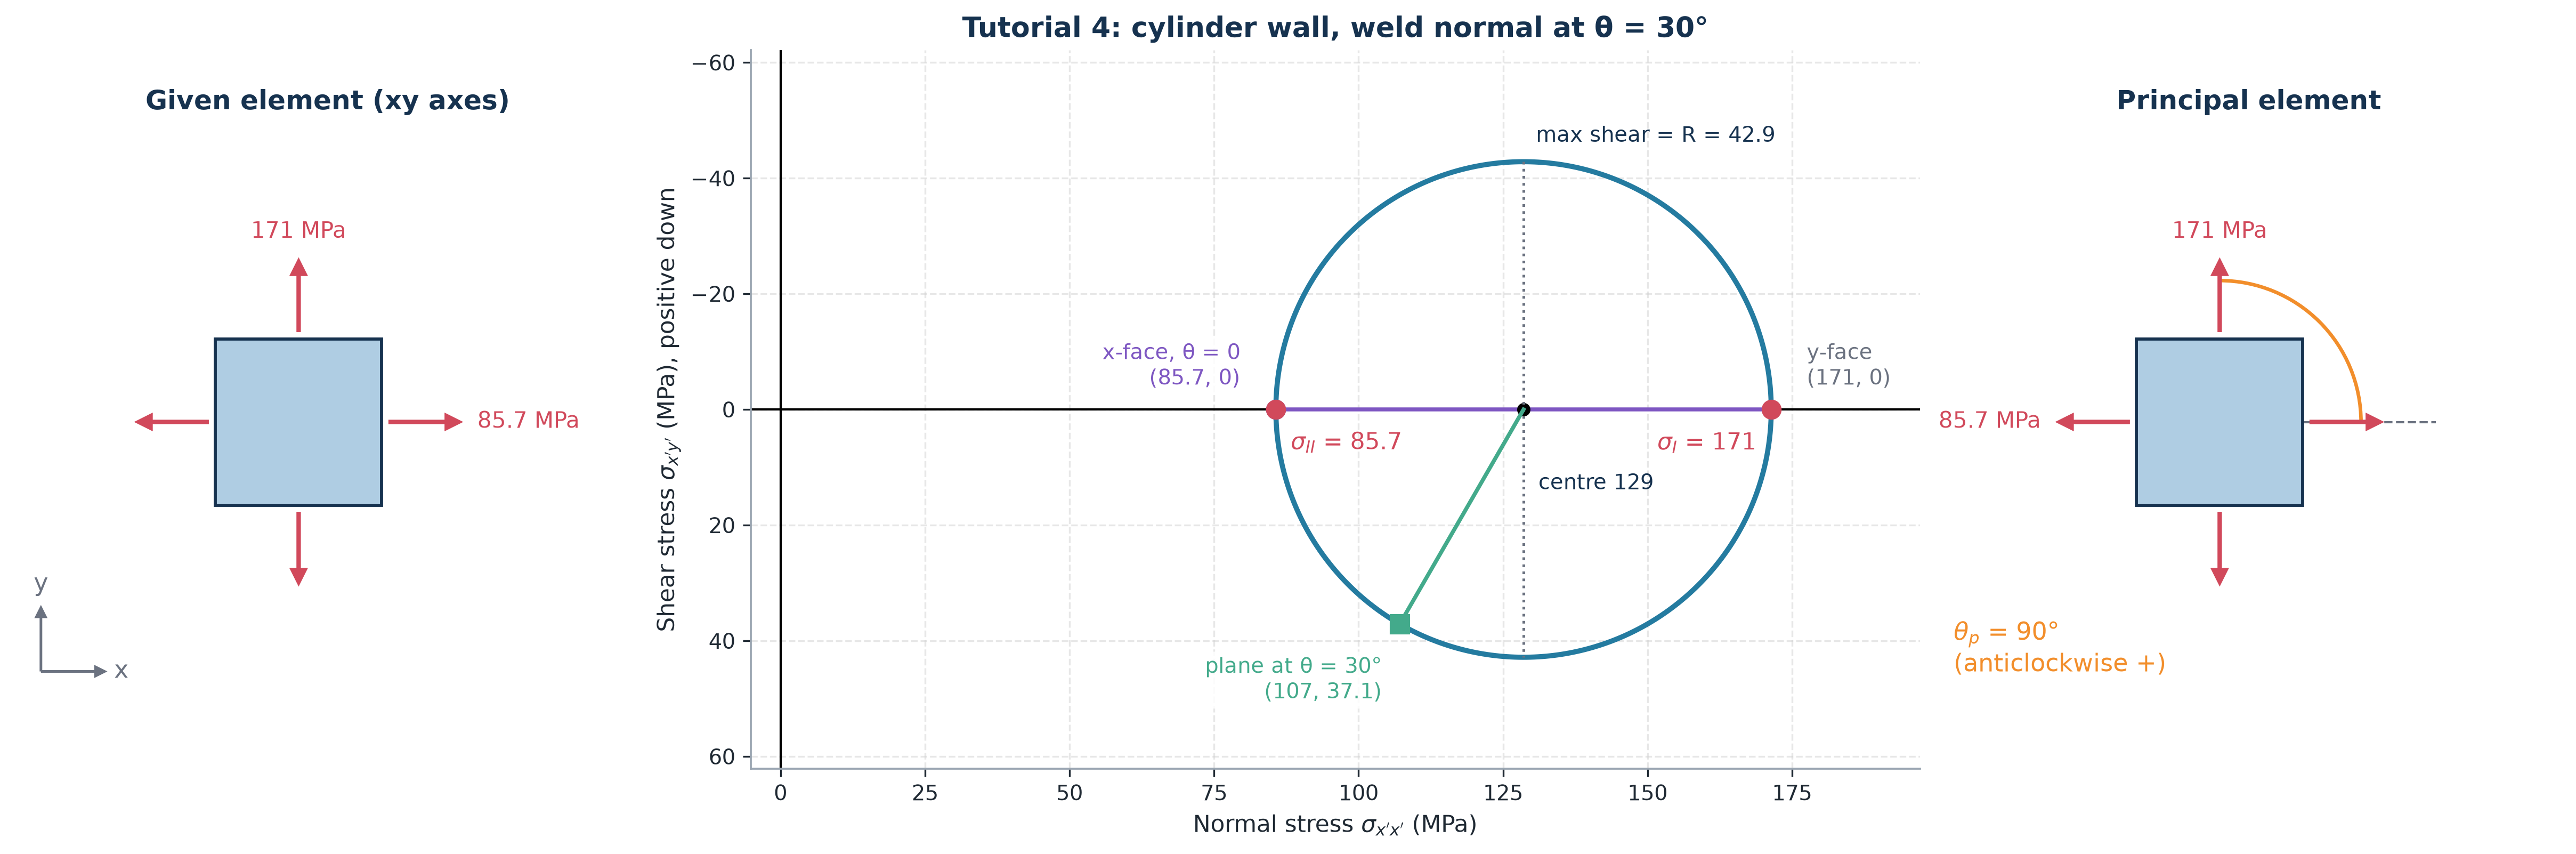 Tutorial 4: cylinder wall, weld normal at θ = 30°
Given element (xy axes)
171 MPa
85.7 MPa
y
x
Shear stress σx′y′ (MPa), positive down
−60
−40
−20
0
20
40
60
max shear = R = 42.9
x-face, θ = 0
(85.7, 0)
y-face
(171, 0)
σII = 85.7
σI = 171
centre 129
plane at θ = 30°
(107, 37.1)
0
25
50
75
100
125
150
175
Normal stress σx′x′ (MPa)
Principal element
171 MPa
85.7 MPa
θp = 90°
(anticlockwise +)